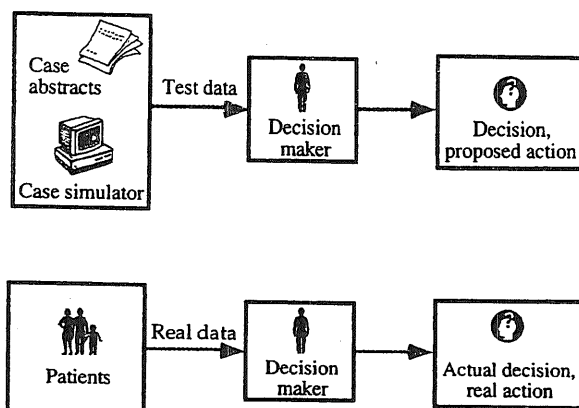 Case
abstracts
Case simulator
Test data
Decision
maker
?
Decision,
proposed action
Patients
Real data
Decision
maker
?
Actual decision,
real action